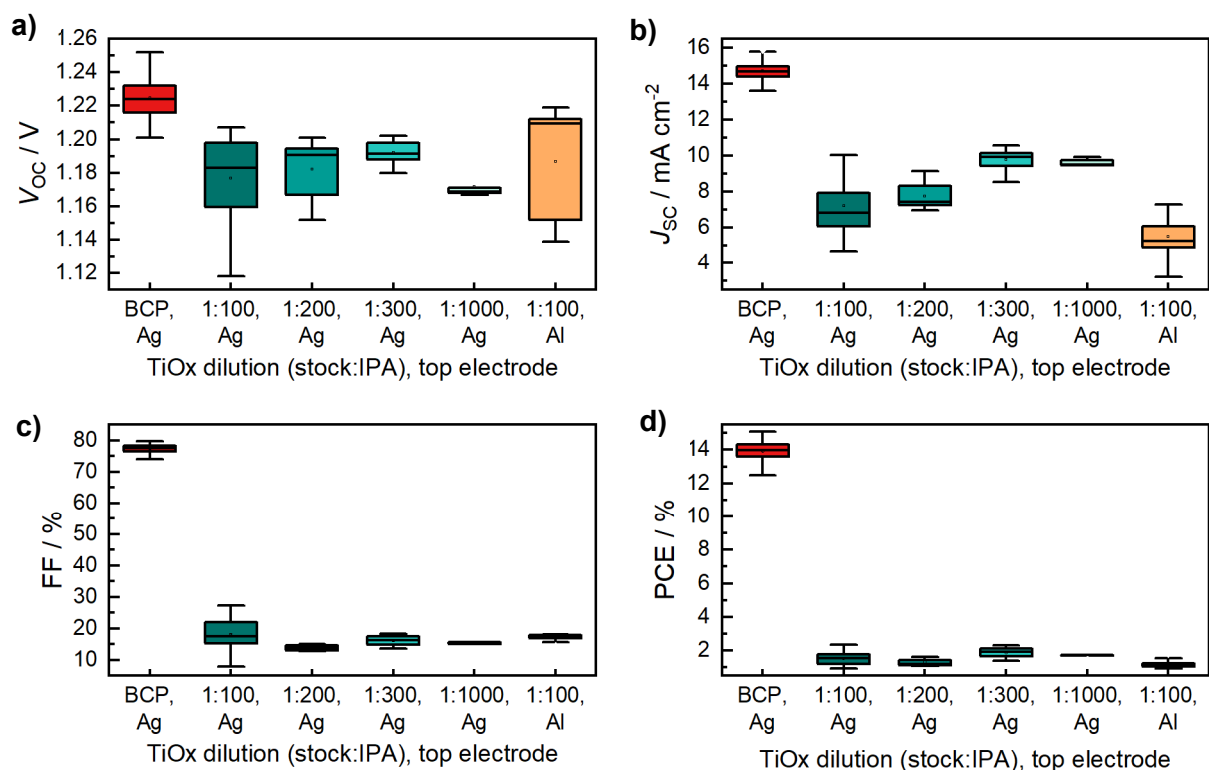 a)
1.26
1.24
1.22
1.20
1.18
1.16
1.14
1.12
VOC / V
BCP, 1:100, 1:200, 1:300, 1:1000, 1:100,
Ag Ag Ag Ag Ag Al
TiOx dilution (stock:IPA), top electrode
b)
16
14
12
10
8
6
4
JSC / mA cm-2
BCP, 1:100, 1:200, 1:300, 1:1000, 1:100,
Ag Ag Ag Ag Ag Al
TiOx dilution (stock:IPA), top electrode
c)
80
70
60
50
40
30
20
10
FF / %
BCP, 1:100, 1:200, 1:300, 1:1000, 1:100,
Ag Ag Ag Ag Ag Al
TiOx dilution (stock:IPA), top electrode
d)
14
12
10
8
6
4
2
PCE / %
BCP, 1:100, 1:200, 1:300, 1:1000, 1:100,
Ag Ag Ag Ag Ag Al
TiOx dilution (stock:IPA), top electrode